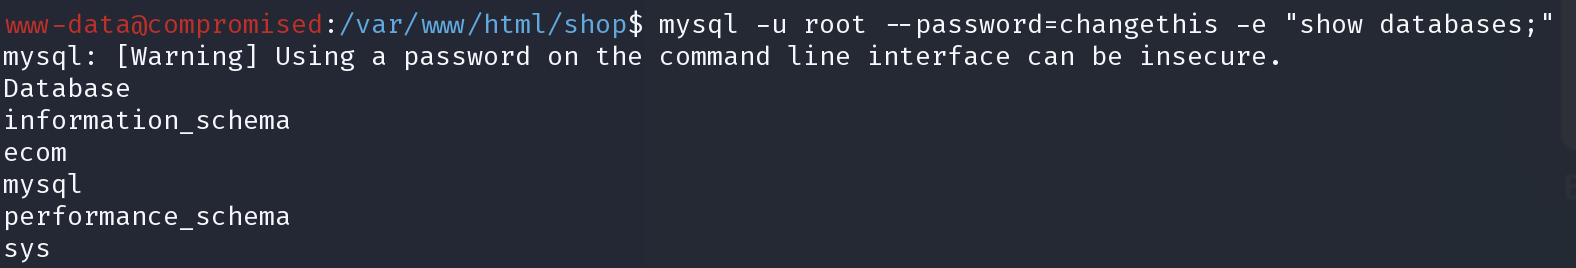 www-data@compromised:/var/www/html/shop$ mysql -u root --password=changethis -e "show databases;"
mysql: [Warning] Using a password on the command line interface can be insecure.
Database
information_schema
ecom
mysql
performance_schema
sys